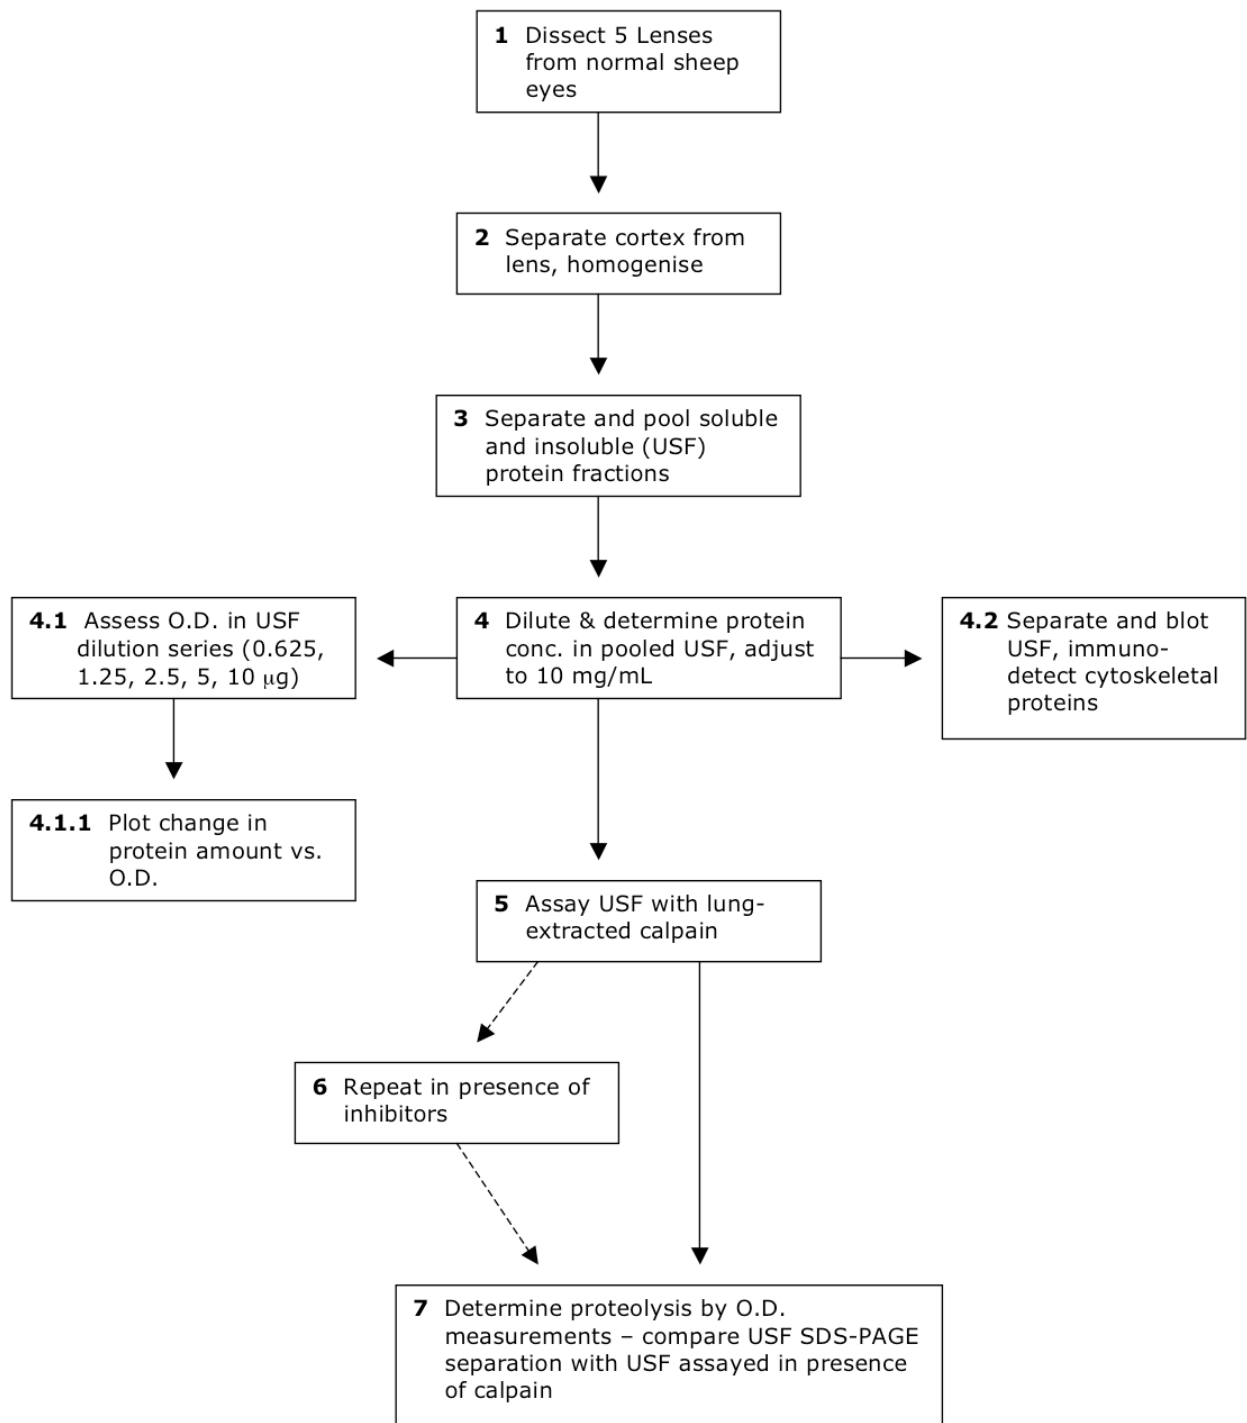 1 Dissect 5 Lenses
from normal sheep
eyes
2 Separate cortex from
lens, homogenise
3 Separate and pool soluble
and insoluble (USF)
protein fractions
4.1 Assess O.D. in USF
dilution series (0.625,
1.25, 2.5, 5, 10 μg)
4 Dilute & determine protein
conc. in pooled USF, adjust
to 10 mg/mL
4.2 Separate and blot
USF, immuno-
detect cytoskeletal
proteins
4.1.1 Plot change in
protein amount vs.
O.D.
5 Assay USF with lung-
extracted calpain
6 Repeat in presence of
inhibitors
7 Determine proteolysis by O.D.
measurements – compare USF SDS-PAGE
separation with USF assayed in presence
of calpain